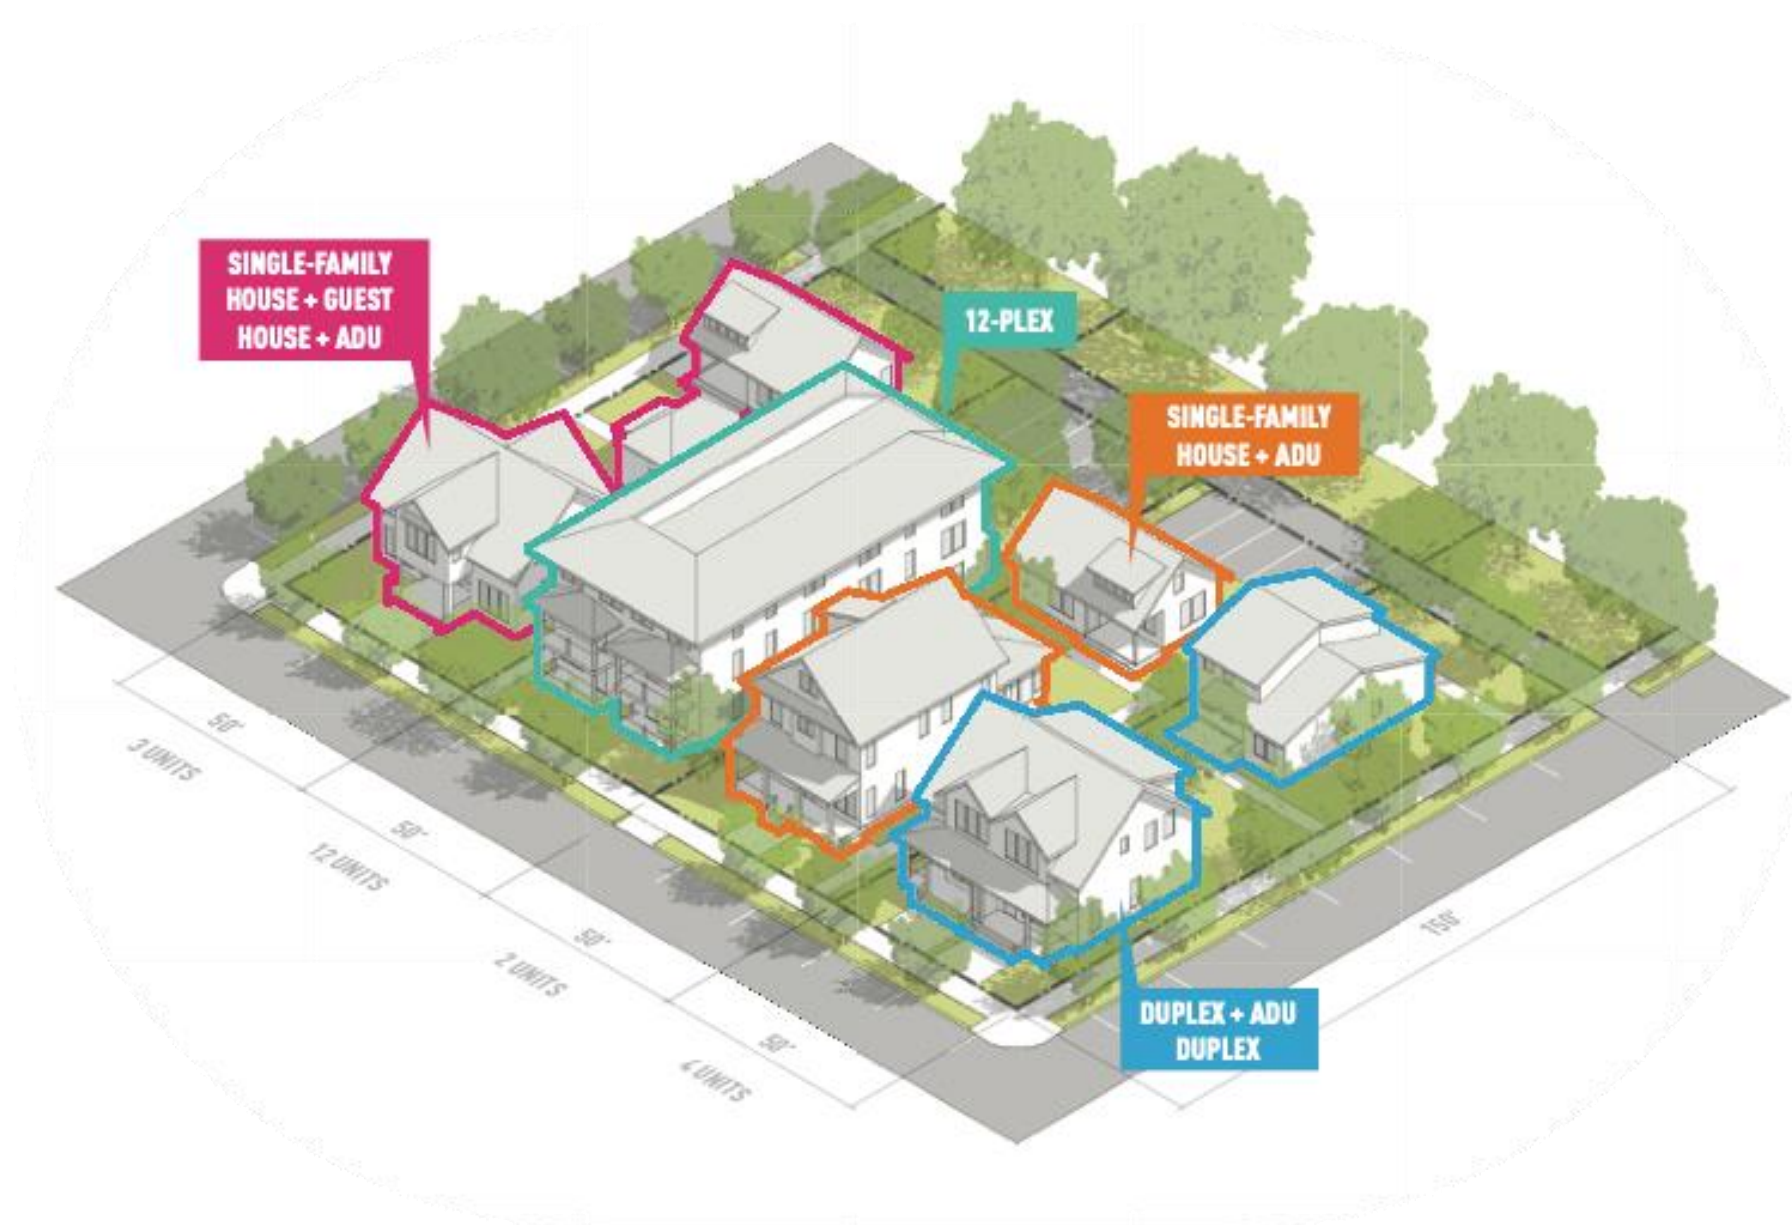 SINGLE-FAMILY
HOUSE + GUEST
HOUSE + ADU
12-PLEX
SINGLE-FAMILY
HOUSE + ADU
DUPLEX + ADU
DUPLEX
50'
3 UNITS
50'
12 UNITS
50'
2 UNITS
50'
4 UNITS
150'